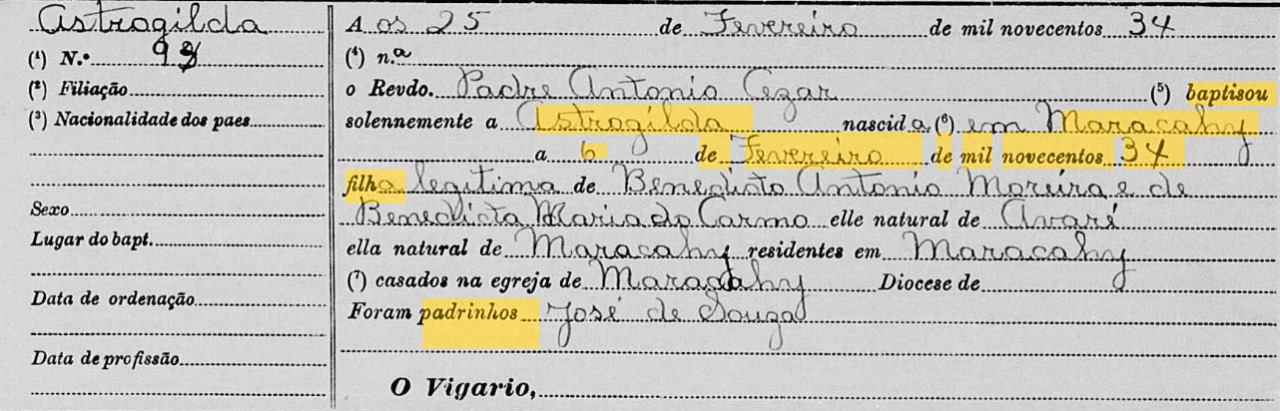 Astrogilda
(¹) N.º 98
(²) Filiação
(³) Nacionalidade dos paes
Sexo
Lugar do bapt.
Data de ordenação
Data de profissão
Aos 25 de Fevereiro de mil novecentos 34
(⁴) n.a
o Revdo. Padre Antonio Cezar (⁵) baptisou
solennemente a Astrogilda nascida (⁶) em Maracahy
a 6 de Fevereiro de mil novecentos 34
filha legitima de Benedicto Antonio Moreira e de
Benedicta Maria do Carmo elle natural de Avaré
ella natural de Maracahy residentes em Maracahy
(⁷) casados na egreja de Maracahy Diocese de
Foram padrinhos José de Souza
O Vigario,